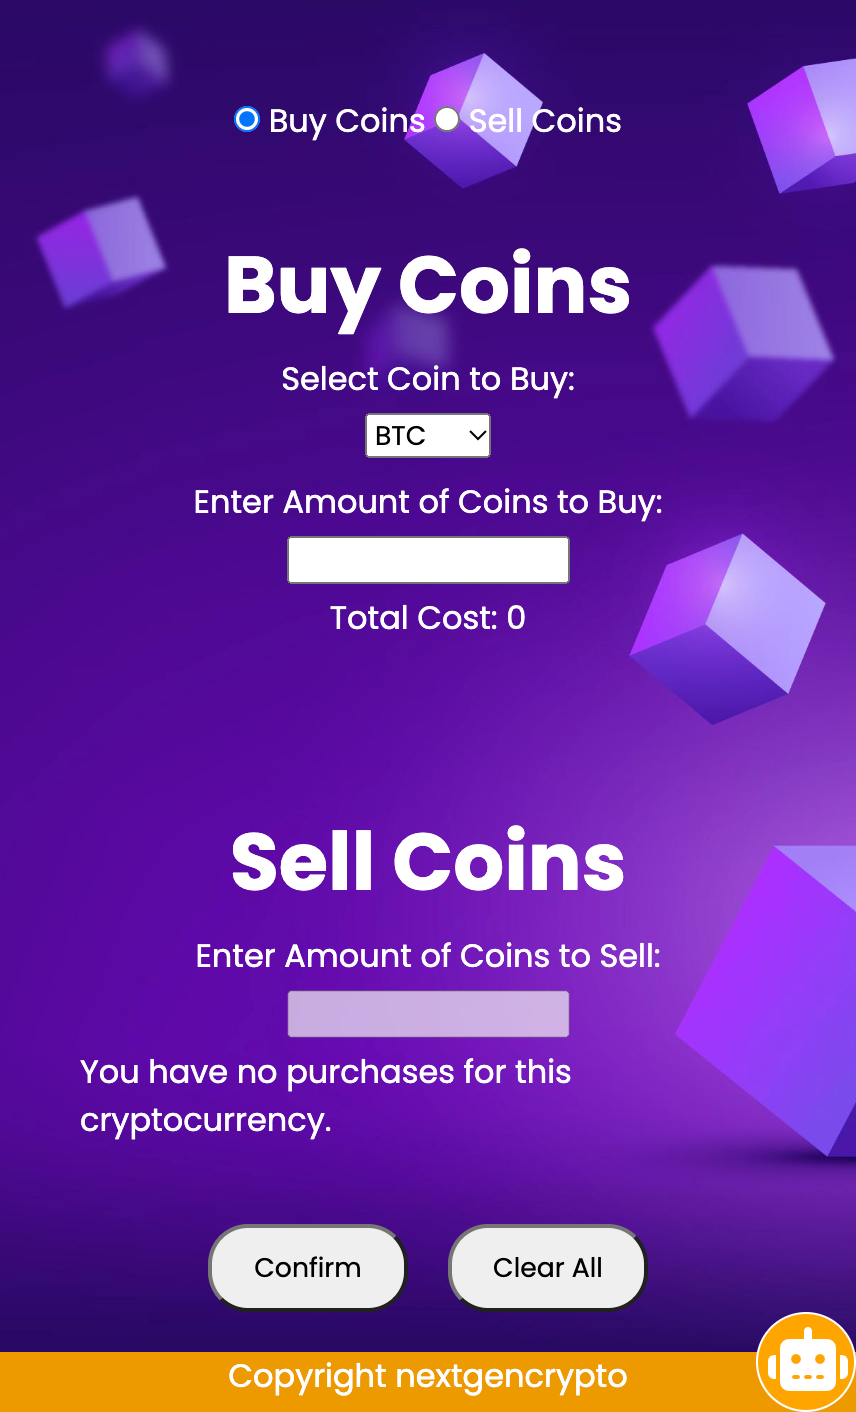 Buy Coins Sell Coins
Buy Coins
Select Coin to Buy:
BTC
Enter Amount of Coins to Buy:
Total Cost: 0
Sell Coins
Enter Amount of Coins to Sell:
You have no purchases for this
cryptocurrency.
Confirm Clear All
Copyright nextgencrypto